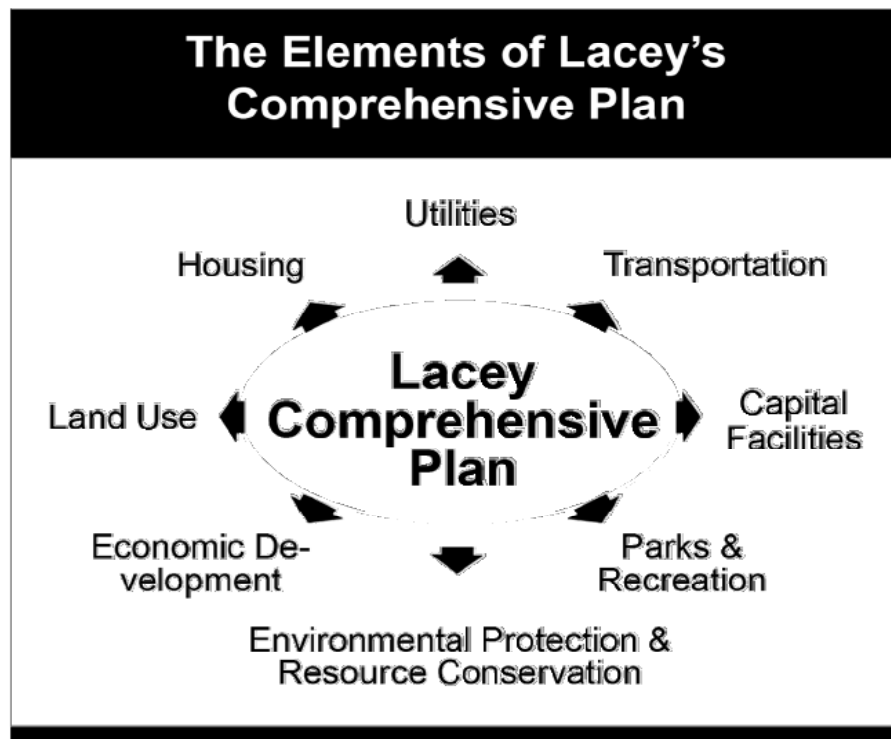 The Elements of Lacey's
Comprehensive Plan
Utilities
Housing
Transportation
Lacey
Comprehensive
Plan
Land Use
Capital
Facilities
Economic De-
velopment
Parks &
Recreation
Environmental Protection &
Resource Conservation